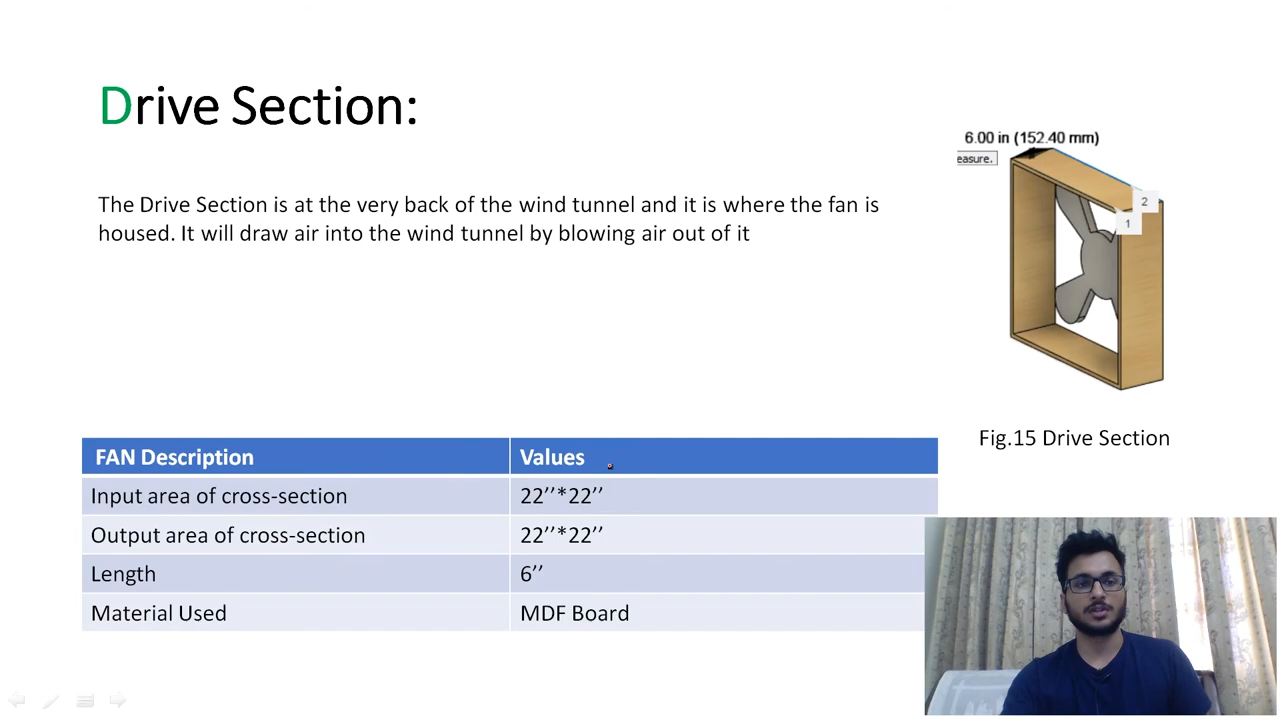 Drive Section:
6.00 in (152.40 mm)
easure.
2
1
The Drive Section is at the very back of the wind tunnel and it is where the fan is
housed. It will draw air into the wind tunnel by blowing air out of it
Fig.15 Drive Section
FAN Description Values
Input area of cross-section 22’’*22’’
Output area of cross-section 22’’*22’’
Length 6’’
Material Used MDF Board